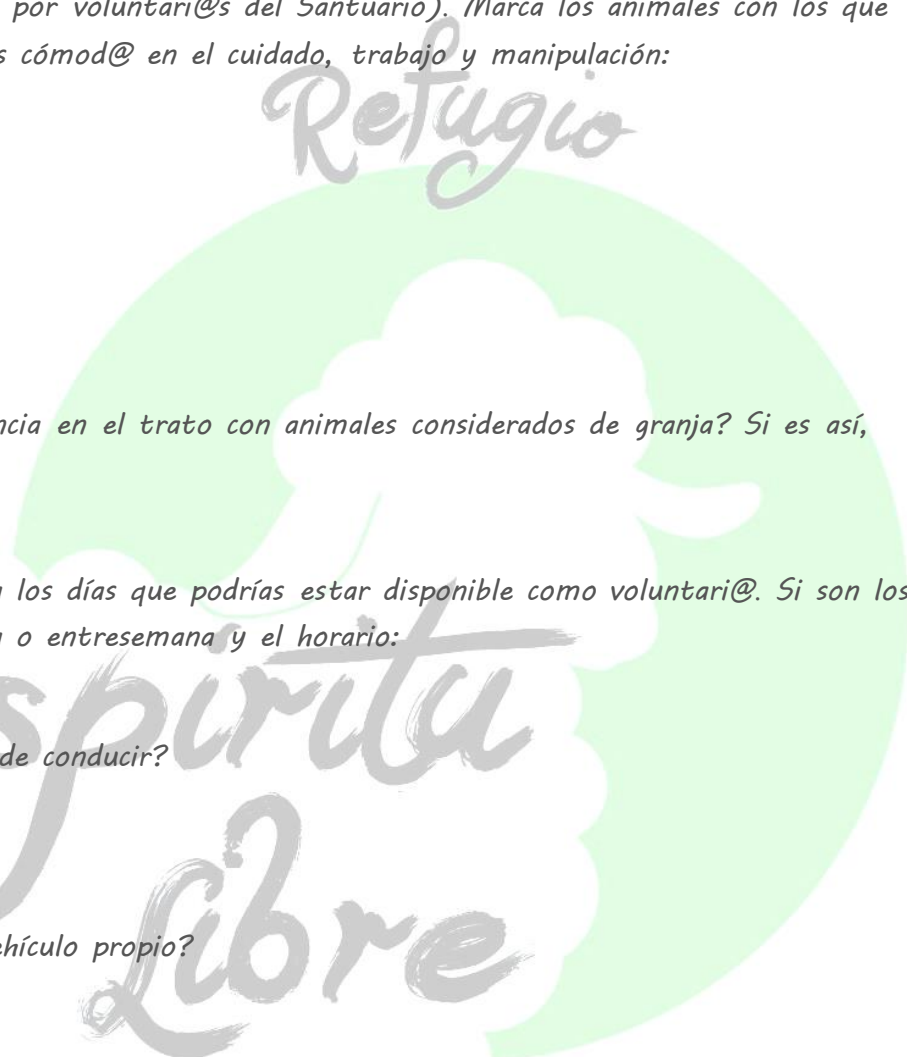 por voluntari@s del Santuario). Marca los animales con los que
s cómod@ en el cuidado, trabajo y manipulación:
Refugio
ncia en el trato con animales considerados de granja? Si es así,
los días que podrías estar disponible como voluntari@. Si son los
o entresemana y el horario:
spiritu
de conducir?
Libre
ehículo propio?